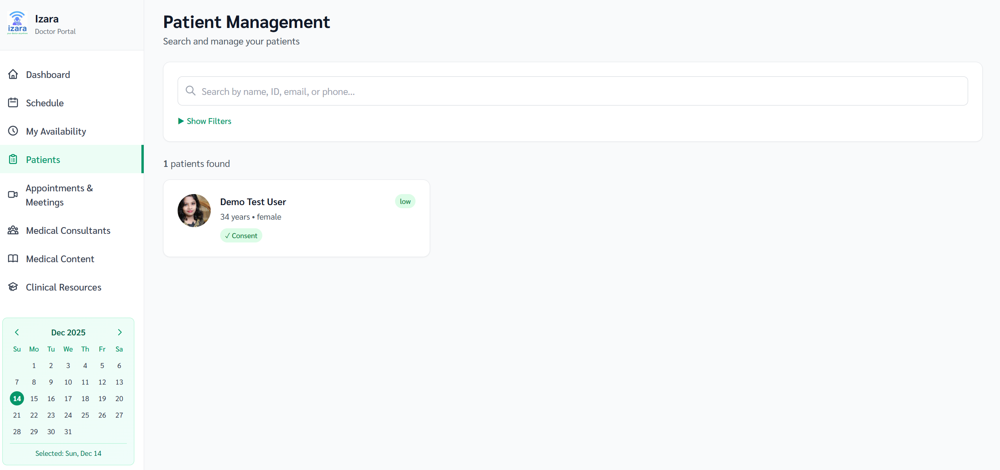 izara
your doctor anywhere
Izara
Doctor Portal
Dashboard
Schedule
My Availability
Patients
Appointments &
Meetings
Medical Consultants
Medical Content
Clinical Resources
Dec 2025
Su Mo Tu We Th Fr Sa
1 2 3 4 5 6
7 8 9 10 11 12 13
14 15 16 17 18 19 20
21 22 23 24 25 26 27
28 29 30 31
Selected: Sun, Dec 14
Patient Management
Search and manage your patients
Search by name, ID, email, or phone...
▶ Show Filters
1 patients found
Demo Test User
low
34 years • female
✓ Consent